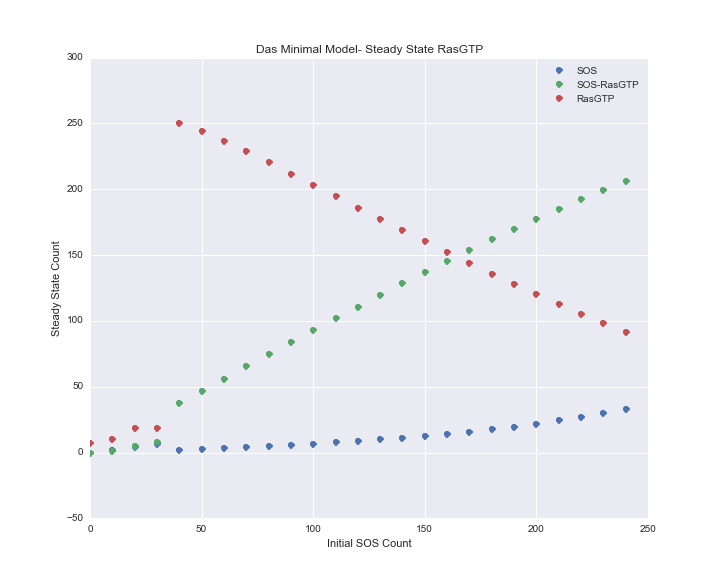 Das Minimal Model- Steady State RasGTP
SOS
SOS-RasGTP
RasGTP
300
250
200
150
100
50
0
−50
Steady State Count
0 50 100 150 200 250
Initial SOS Count